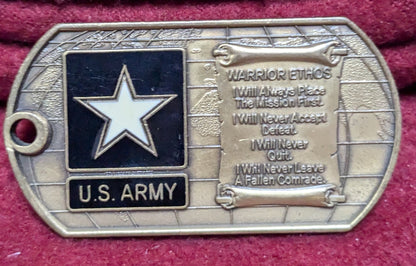 U.S. ARMY
WARRIOR ETHOS
I Will Always Place
The Mission First.
I Will Never Accept
Defeat.
I Will Never
Quit.
I Will Never Leave
A Fallen Comrade.